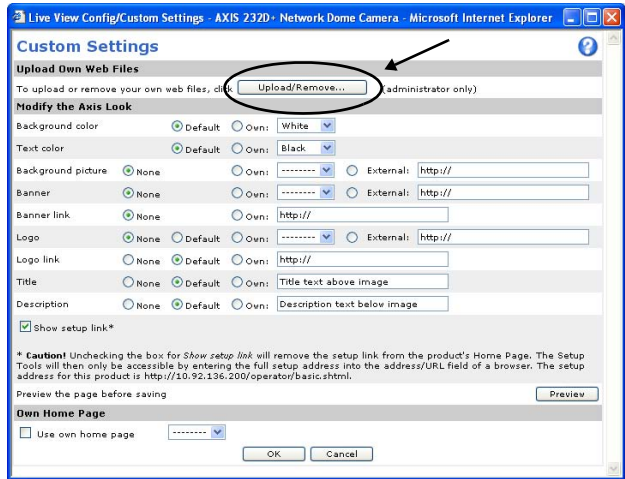 Live View Config/Custom Settings - AXIS 232D+ Network Dome Camera - Microsoft Internet Explorer
Custom Settings
Upload Own Web Files
To upload or remove your own web files, click Upload/Remove... (administrator only)
Modify the Axis Look
Background color Default Own: White
Text color Default Own: Black
Background picture None Own: -------- External: http://
Banner None Own: -------- External: http://
Banner link None Own: http://
Logo None Default Own: -------- External: http://
Logo link None Default Own: http://
Title None Default Own: Title text above image
Description None Default Own: Description text below image
Show setup link*
* Caution! Unchecking the box for Show setup link will remove the setup link from the product's Home Page. The Setup
Tools will then only be accessible by entering the full setup address into the address/URL field of a browser. The setup
address for this product is http://10.92.136.200/operator/basic.shtml.
Preview the page before saving Preview
Own Home Page
Use own home page --------
OK Cancel